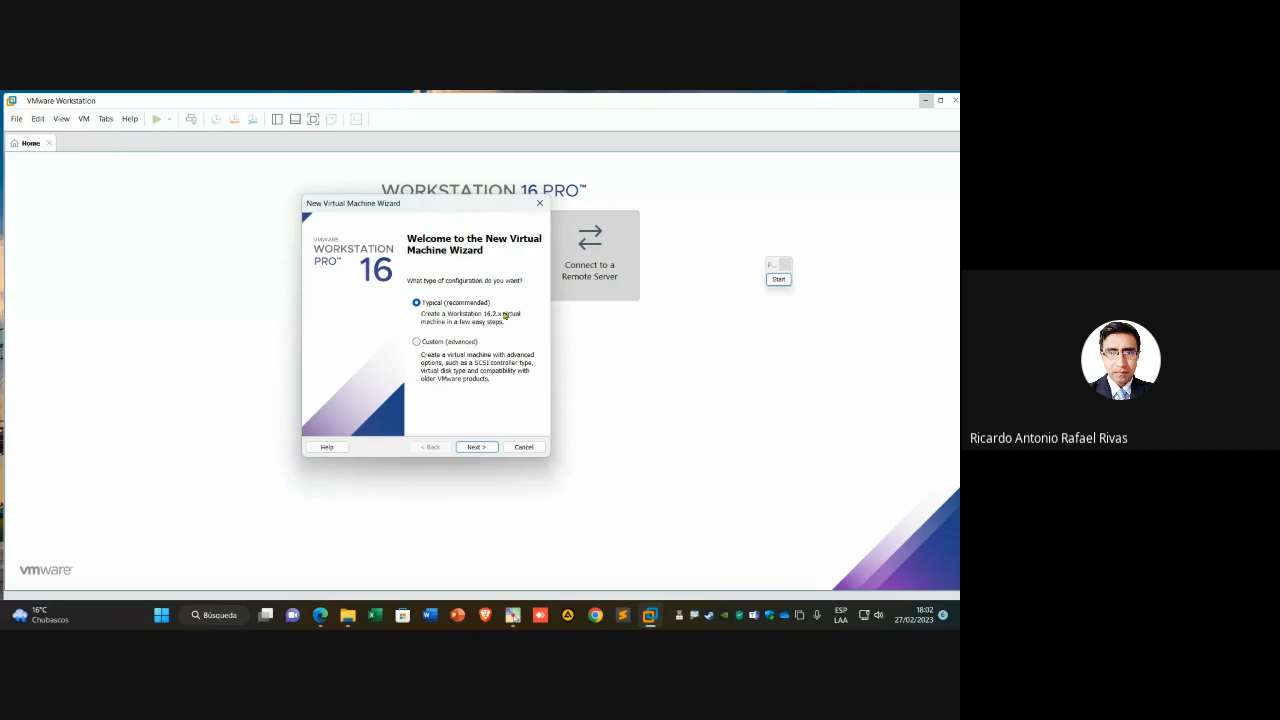 VMware Workstation
File Edit View VM Tabs Help
Home
WORKSTATION 16 PRO™
New Virtual Machine Wizard
VMWARE
WORKSTATION
PRO™ 16
Welcome to the New Virtual
Machine Wizard
What type of configuration do you want?
Typical (recommended)
Create a Workstation 16.2.x virtual
machine in a few easy steps.
Custom (advanced)
Create a virtual machine with advanced
options, such as a SCSI controller type,
virtual disk type and compatibility with
older VMware products.
Help < Back Next > Cancel
Connect to a
Remote Server
P...
Start
Ricardo Antonio Rafael Rivas
vmware
16°C
Chubascos
Búsqueda
ESP
LAA
18:02
27/02/2023